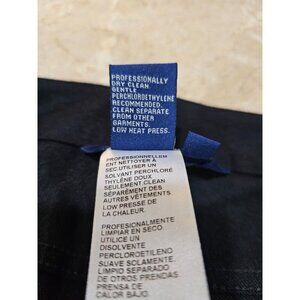 PROFESSIONALLY
DRY CLEAN.
GENTLE
PERCHLOROETHYLENE
RECOMMENDED.
CLEAN SEPARATE
FROM OTHER
GARMENTS.
LOW HEAT PRESS.
PROFESSIONNELLEM
ENT NETTOYER À
SEC UTILISER UN
SOLVANT PERCHLORÉ
THYLÈNE DOUX
SEULEMENT CLEAN
SÉPARÉMENT DES
AUTRES VÊTEMENTS.
LOW PRESSE DE
LA CHALEUR.
PROFESIONALMENTE
LIMPIAR EN SECO.
UTILICE UN
DISOLVENTE
PERCLOROETILENO
SUAVE SOLAMENTE.
LIMPIO SEPARADO
DE OTROS PRENDAS
PRENSA DE
CALOR BAJO.